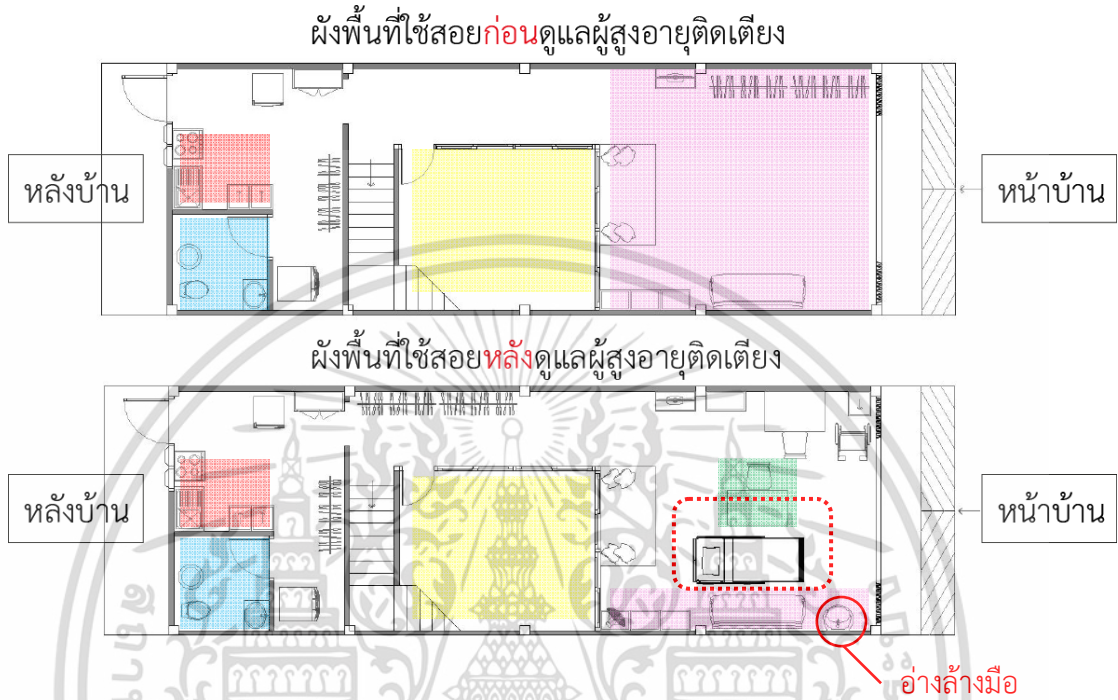 ผังพื้นที่ใช้สอยก่อนดูแลผู้สูงอายุติดเตียง
หลังบ้าน
หน้าบ้าน
ผังพื้นที่ใช้สอยหลังดูแลผู้สูงอายุติดเตียง
หลังบ้าน
หน้าบ้าน
อ่างล้างมือ